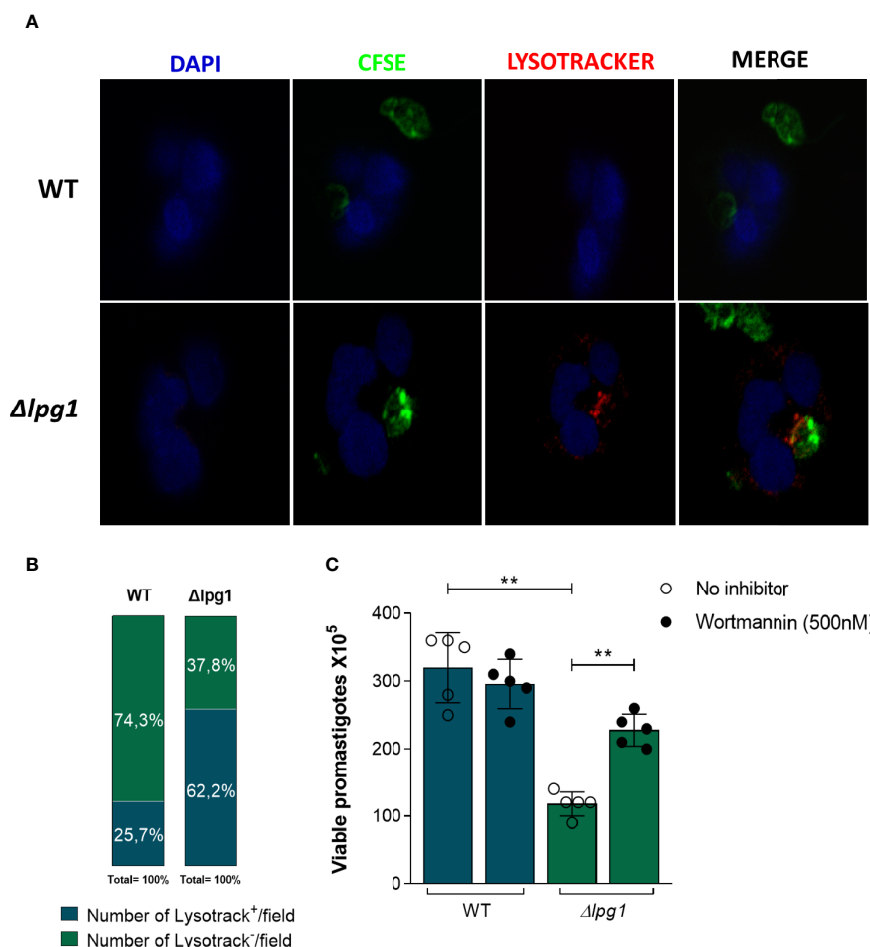 A
DAPI CFSE LYSOTRACKER MERGE
WT
Δlpg1
B
WT Δlpg1
37,8%
74,3%
62,2%
25,7%
Total= 100% Total= 100%
Number of Lysotrack+/field
Number of Lysotrack-/field
C
** No inhibitor
Wortmannin (500nM)
**
Viable promastigotes X10⁵
400
300
200
100
0
WT Δlpg1